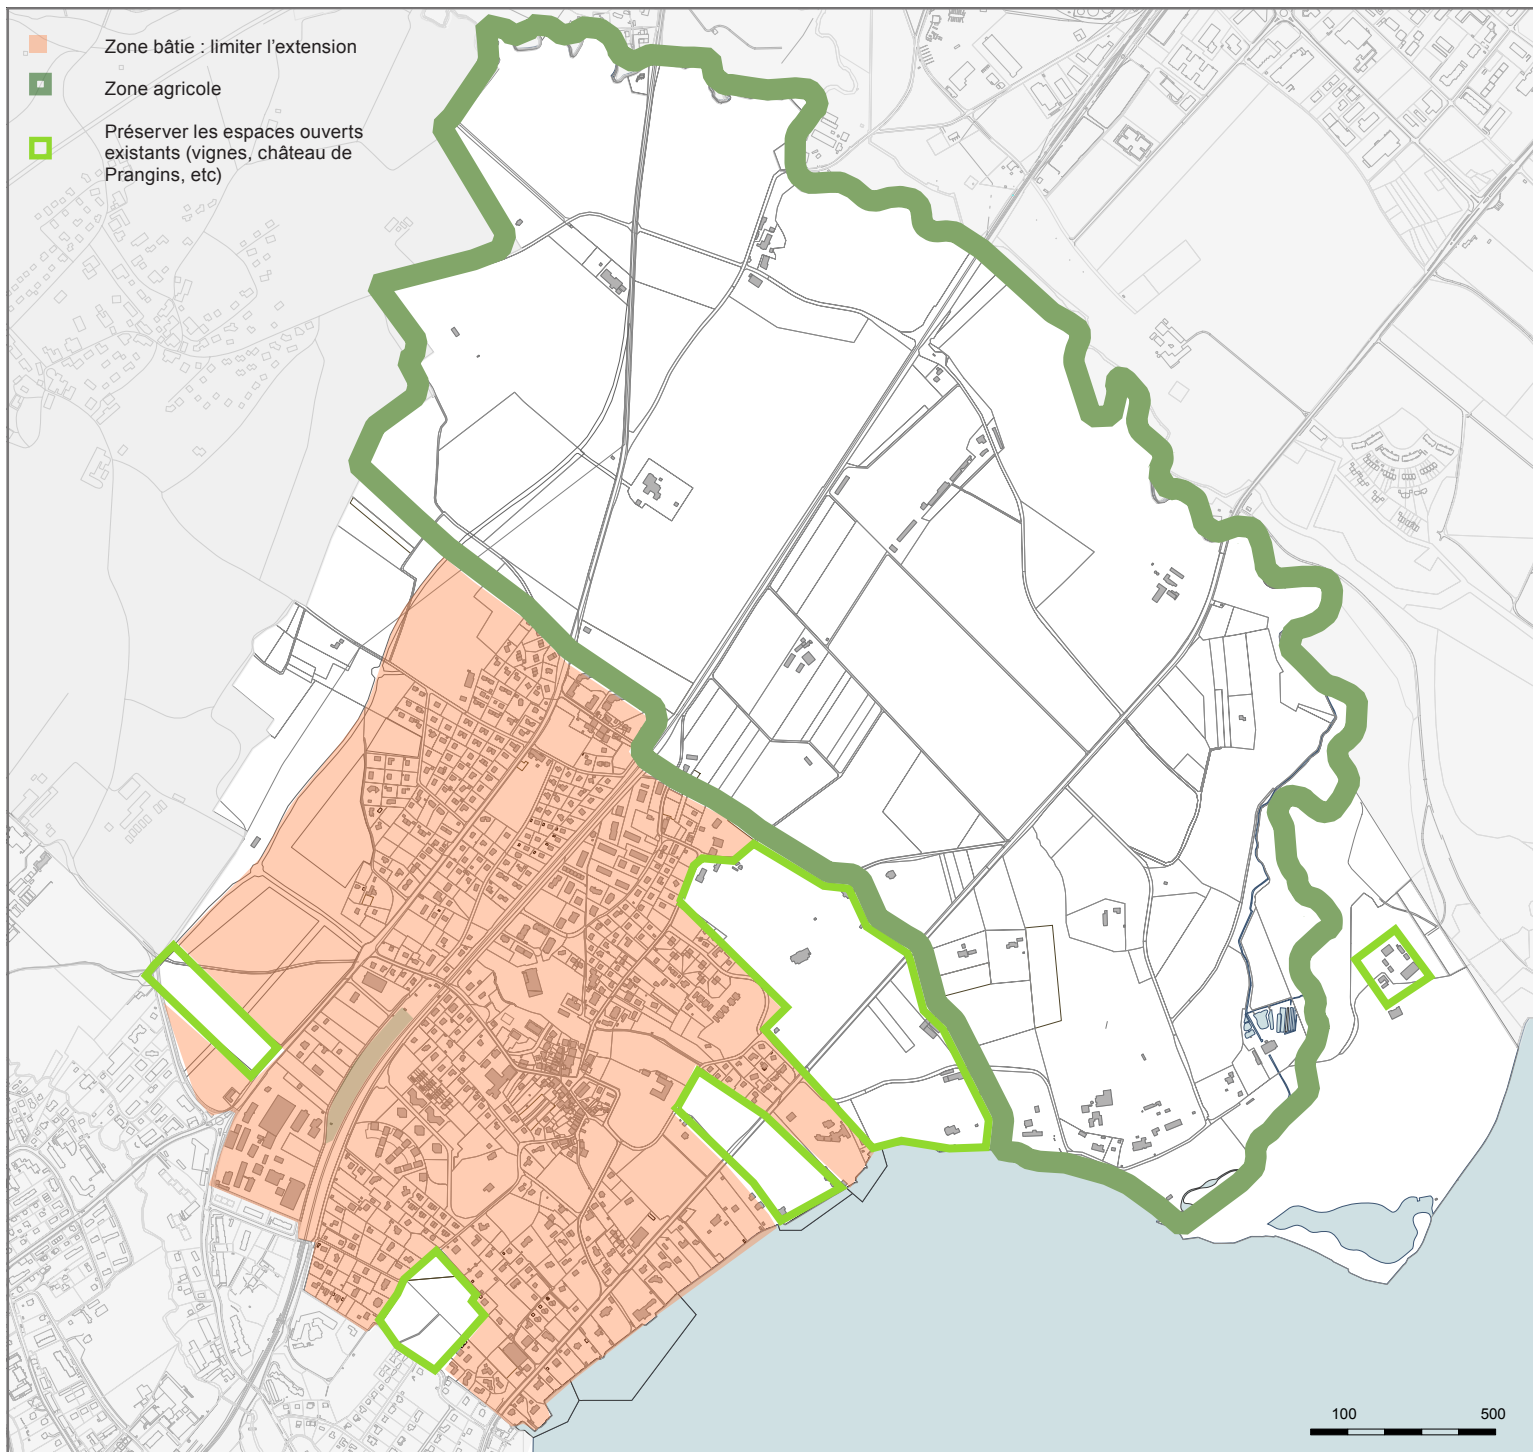 Zone bâtie : limiter l'extension
Zone agricole
Préserver les espaces ouverts
existants (vignes, château de
Prangins, etc)
100 500